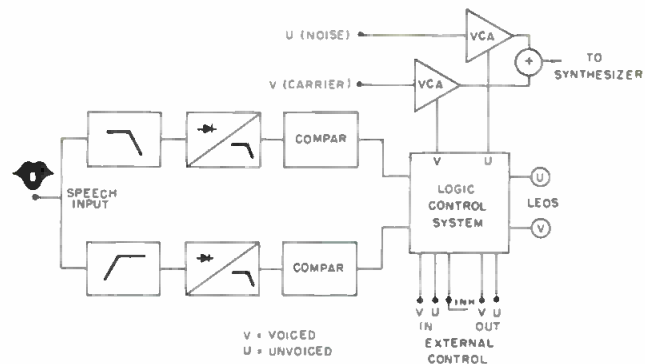 U (NOISE)
VCA
TO
SYNTHESIZER
+
V (CARRIER)
VCA
COMPAR
V U
SPEECH
INPUT
LOGIC
CONTROL
SYSTEM
U
LEDS
V
COMPAR
INH
V U V U
IN OUT
EXTERNAL
CONTROL
V = VOICED
U = UNVOICED